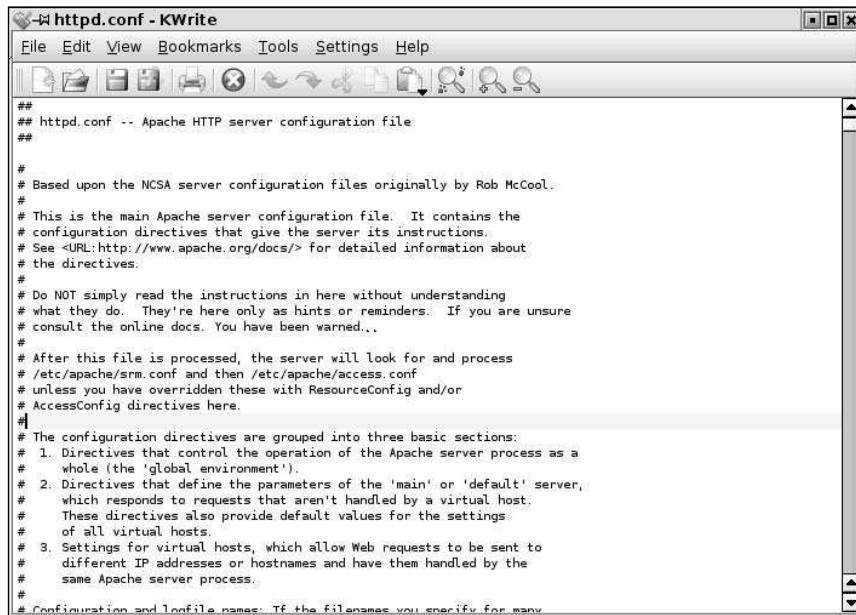 httpd.conf - KWrite
File Edit View Bookmarks Tools Settings Help
##
## httpd.conf -- Apache HTTP server configuration file
##
#
# Based upon the NCSA server configuration files originally by Rob McCool.
#
# This is the main Apache server configuration file.  It contains the
# configuration directives that give the server its instructions.
# See <URL:http://www.apache.org/docs/> for detailed information about
# the directives.
#
# Do NOT simply read the instructions in here without understanding
# what they do.  They're here only as hints or reminders.  If you are unsure
# consult the online docs. You have been warned...
#
# After this file is processed, the server will look for and process
# /etc/apache/srm.conf and then /etc/apache/access.conf
# unless you have overridden these with ResourceConfig and/or
# AccessConfig directives here.
#
# The configuration directives are grouped into three basic sections:
#  1. Directives that control the operation of the Apache server process as a
#     whole (the 'global environment').
#  2. Directives that define the parameters of the 'main' or 'default' server,
#     which responds to requests that aren't handled by a virtual host.
#     These directives also provide default values for the settings
#     of all virtual hosts.
#  3. Settings for virtual hosts, which allow Web requests to be sent to
#     different IP addresses or hostnames and have them handled by the
#     same Apache server process.
#
# Configuration and logfile names: If the filenames you specify for many